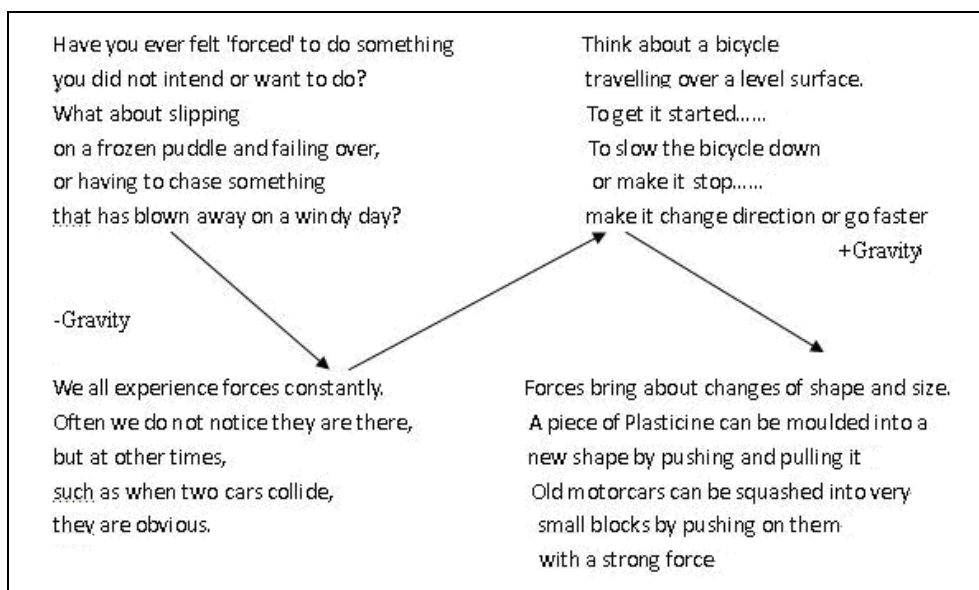 Have you ever felt 'forced' to do something
you did not intend or want to do?
What about slipping
on a frozen puddle and failing over,
or having to chase something
that has blown away on a windy day?
-Gravity
We all experience forces constantly.
Often we do not notice they are there,
but at other times,
such as when two cars collide,
they are obvious.
Think about a bicycle
travelling over a level surface.
To get it started......
To slow the bicycle down
or make it stop......
make it change direction or go faster
+Gravity
Forces bring about changes of shape and size.
A piece of Plasticine can be moulded into a
new shape by pushing and pulling it
Old motorcars can be squashed into very
small blocks by pushing on them
with a strong force